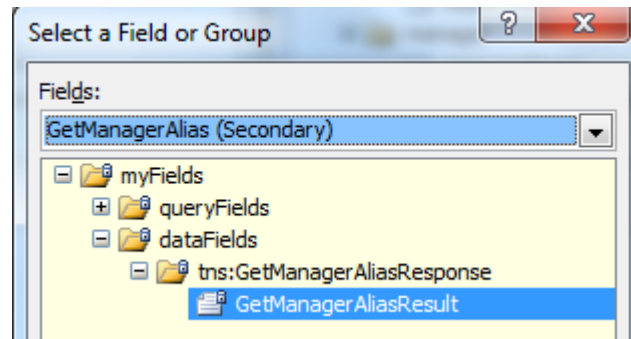 Select a Field or Group
Fields:
GetManagerAlias (Secondary)
myFields
queryFields
dataFields
tns:GetManagerAliasResponse
GetManagerAliasResult